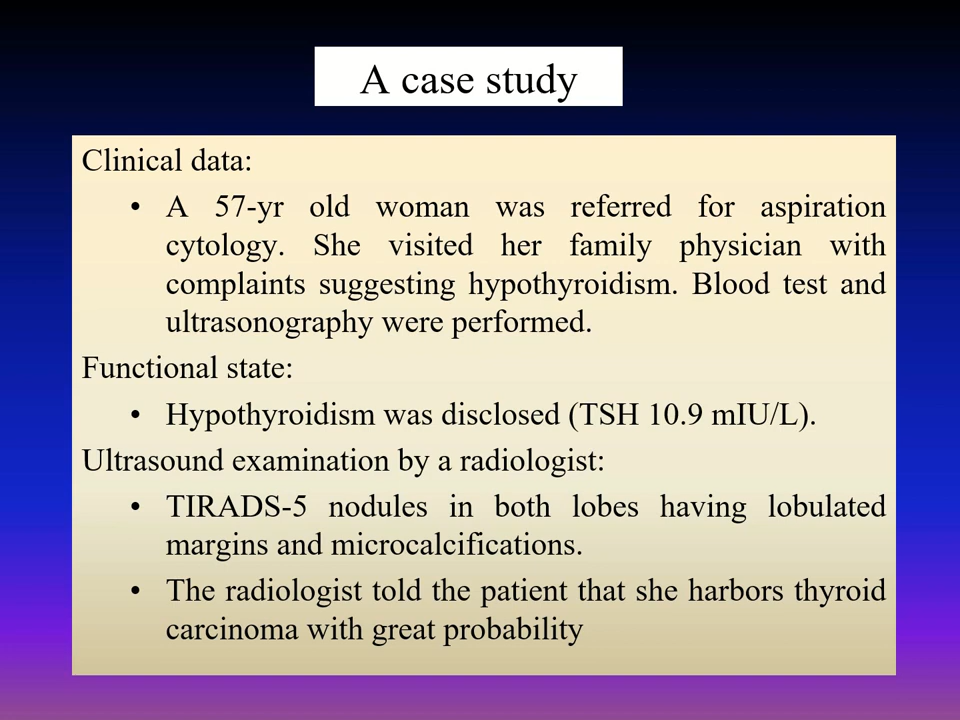 A case study
Clinical data:
• A 57-yr old woman was referred for aspiration
cytology. She visited her family physician with
complaints suggesting hypothyroidism. Blood test and
ultrasonography were performed.
Functional state:
• Hypothyroidism was disclosed (TSH 10.9 mIU/L).
Ultrasound examination by a radiologist:
• TIRADS-5 nodules in both lobes having lobulated
margins and microcalcifications.
• The radiologist told the patient that she harbors thyroid
carcinoma with great probability